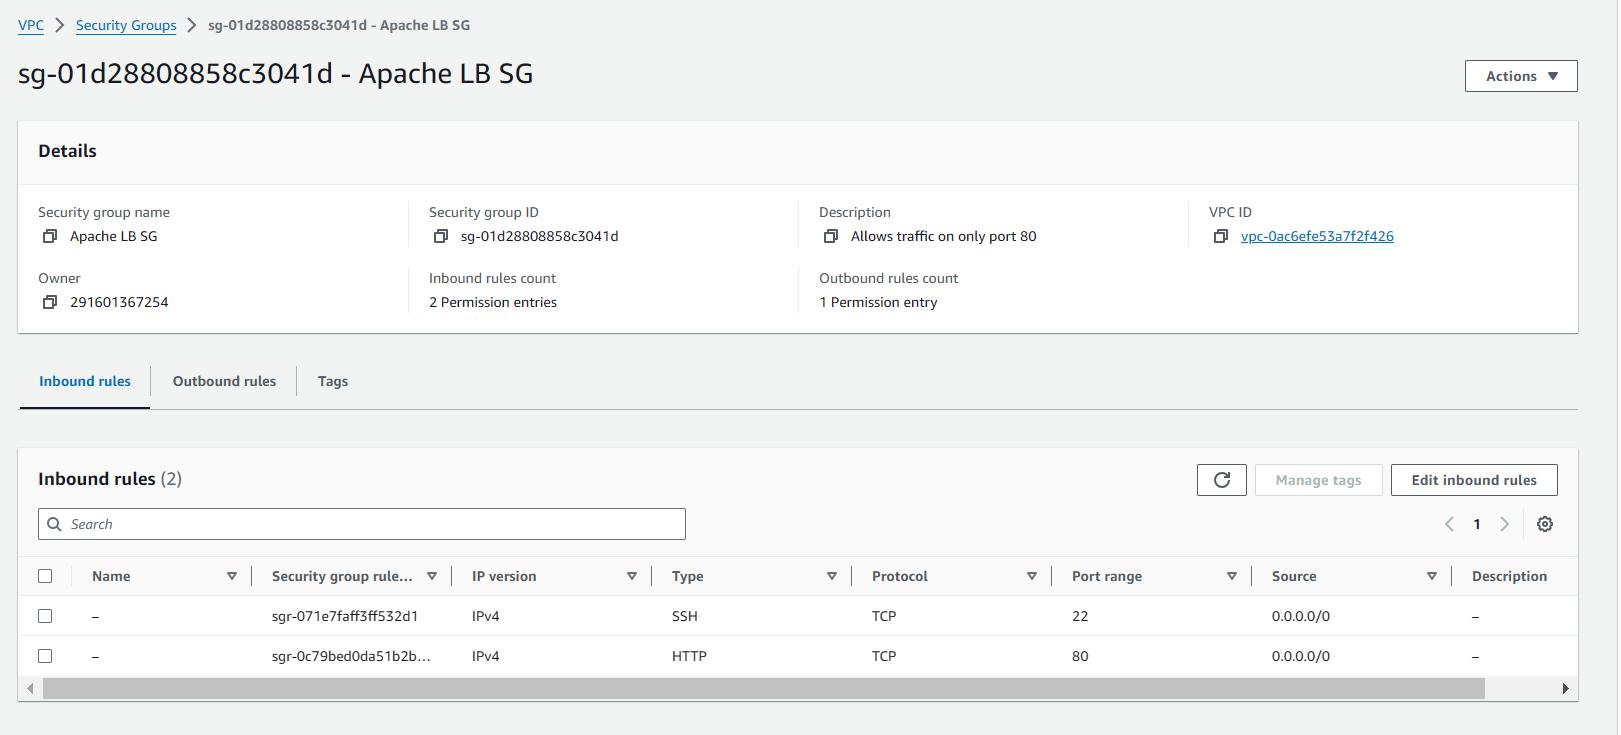 VPC > Security Groups > sg-01d28808858c3041d - Apache LB SG
sg-01d28808858c3041d - Apache LB SG
Actions
Details
Security group name
Apache LB SG
Security group ID
sg-01d28808858c3041d
Description
Allows traffic on only port 80
VPC ID
vpc-0ac6efe53a7f2f426
Owner
291601367254
Inbound rules count
2 Permission entries
Outbound rules count
1 Permission entry
Inbound rules Outbound rules Tags
Inbound rules (2)
Manage tags Edit inbound rules
Search
1
Name Security group rule... IP version Type Protocol Port range Source Description
– sgr-071e7faff3ff532d1 IPv4 SSH TCP 22 0.0.0.0/0 –
– sgr-0c79bed0da51b2b... IPv4 HTTP TCP 80 0.0.0.0/0 –